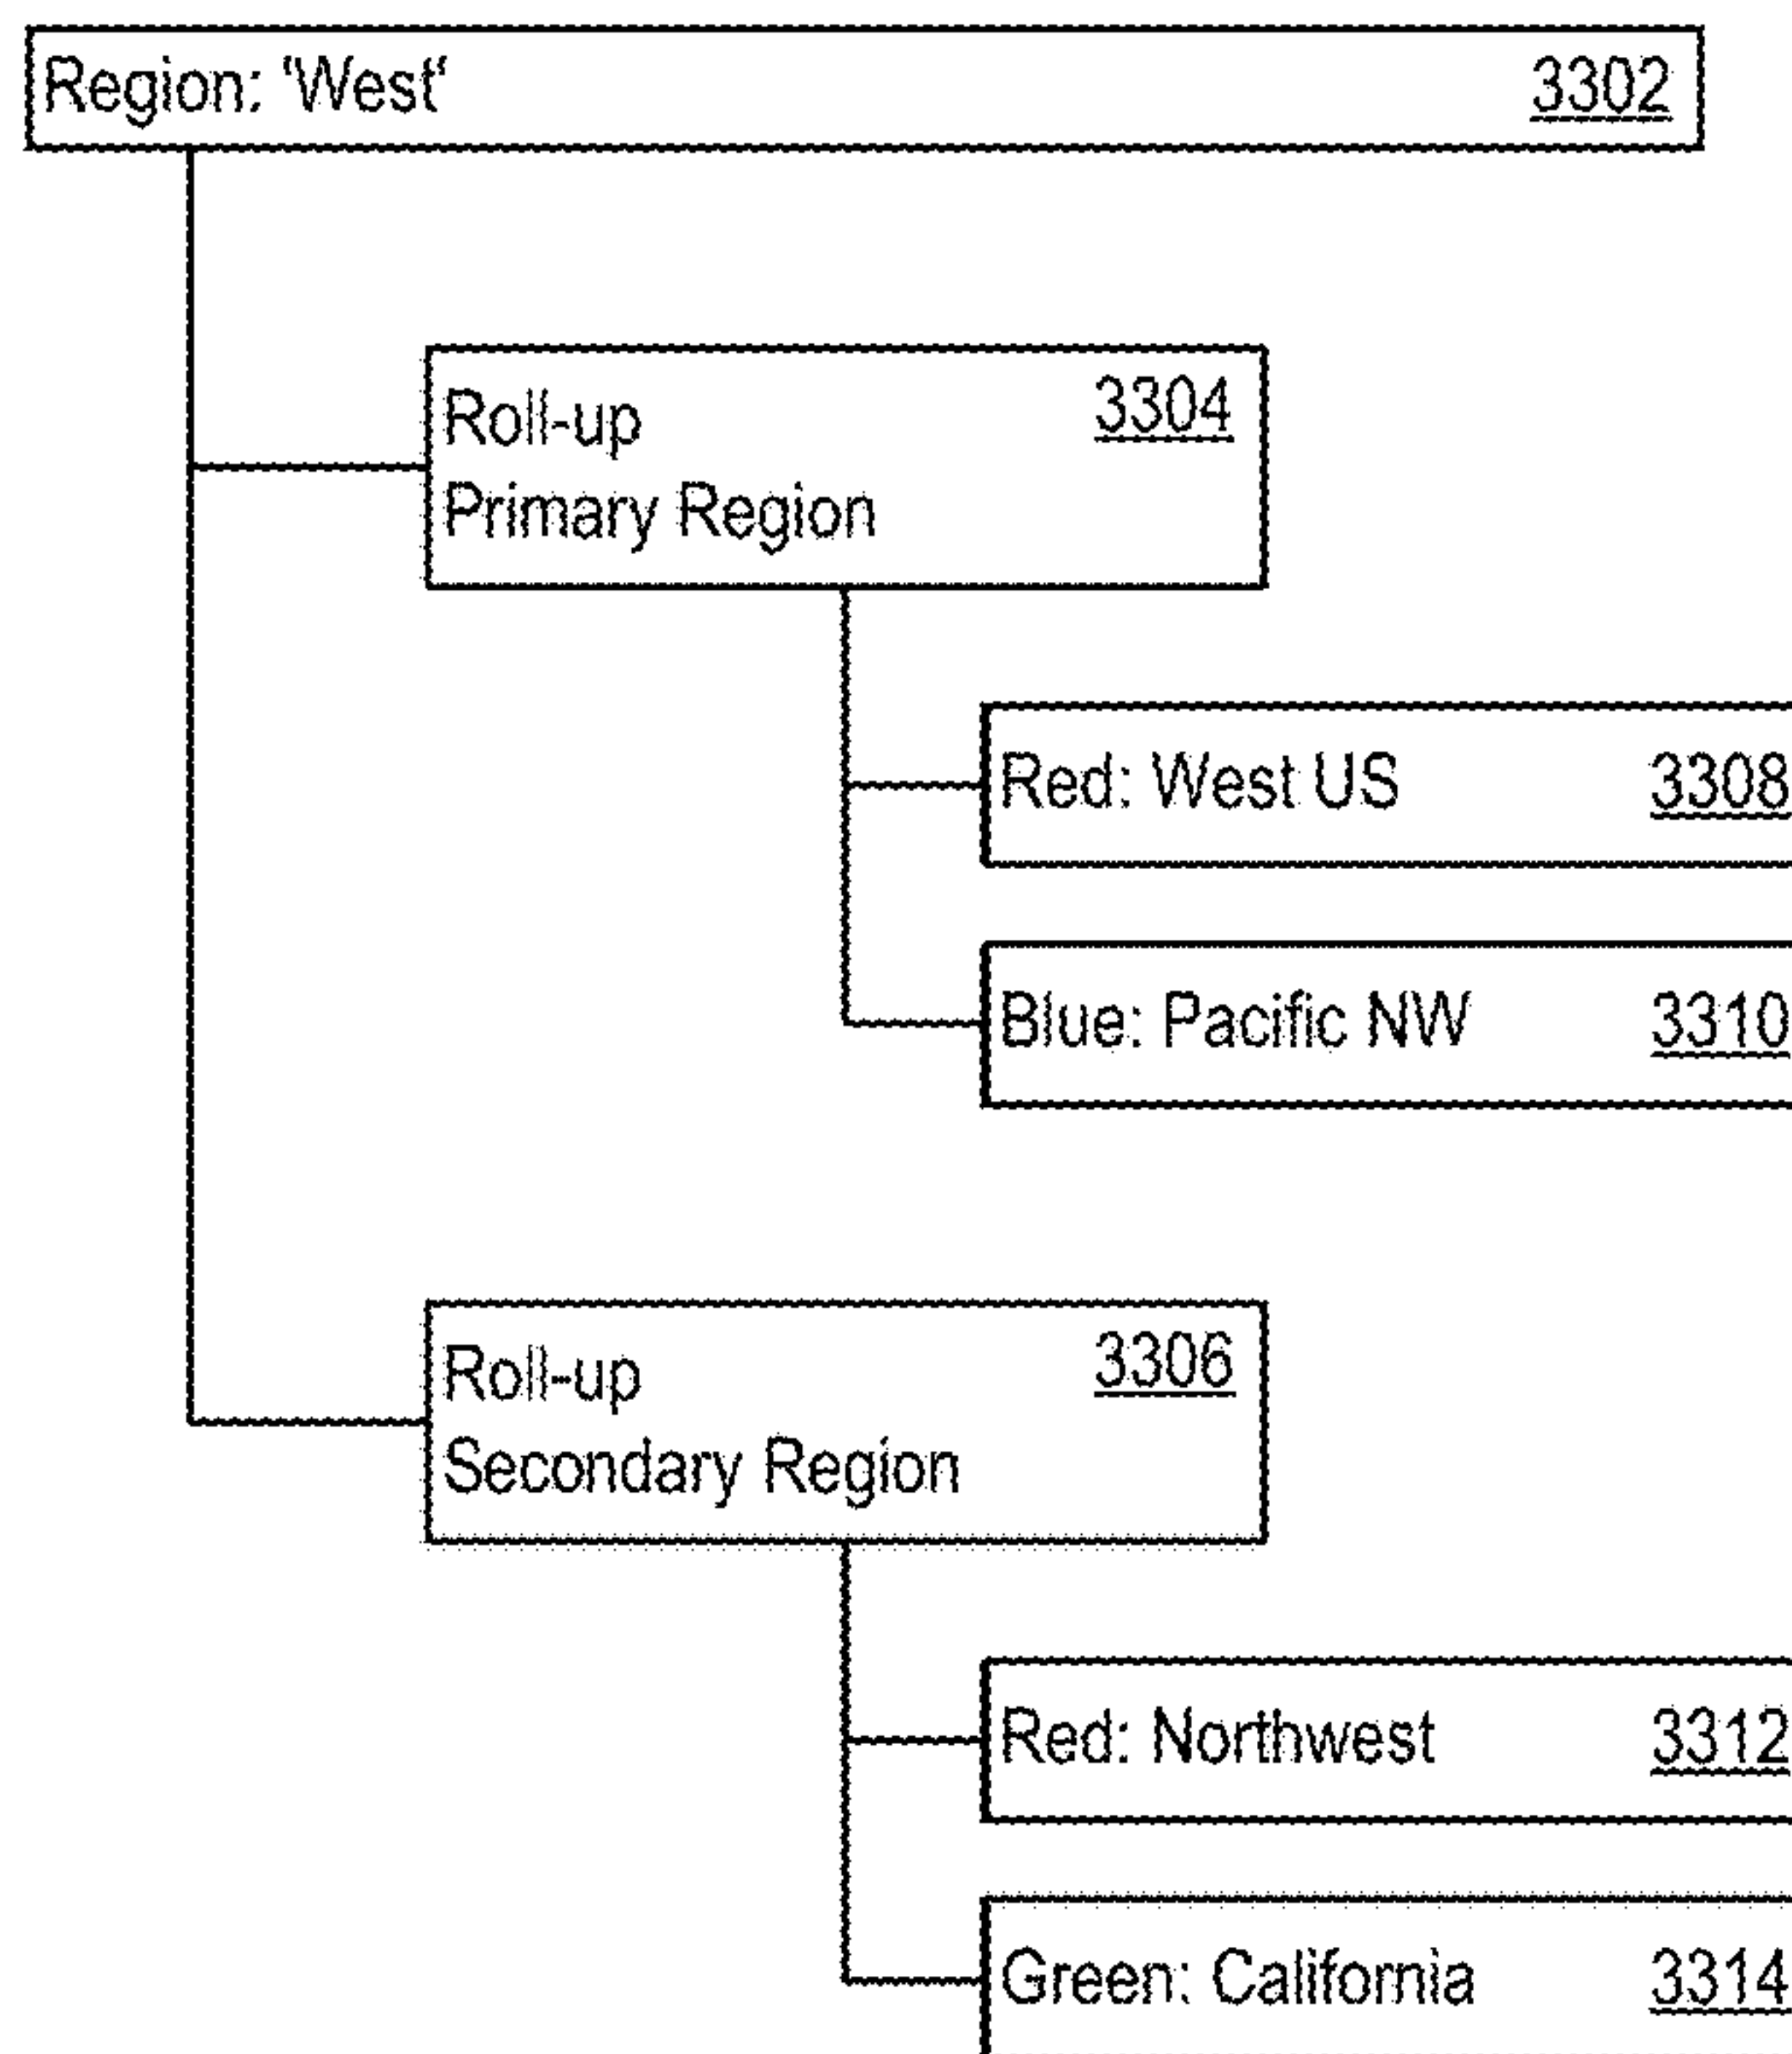 Region: 'West' 3302
Roll-up 3304
Primary Region
Red: West US 3308
Blue: Pacific NW 3310
Roll-up 3306
Secondary Region
Red: Northwest 3312
Green: California 3314